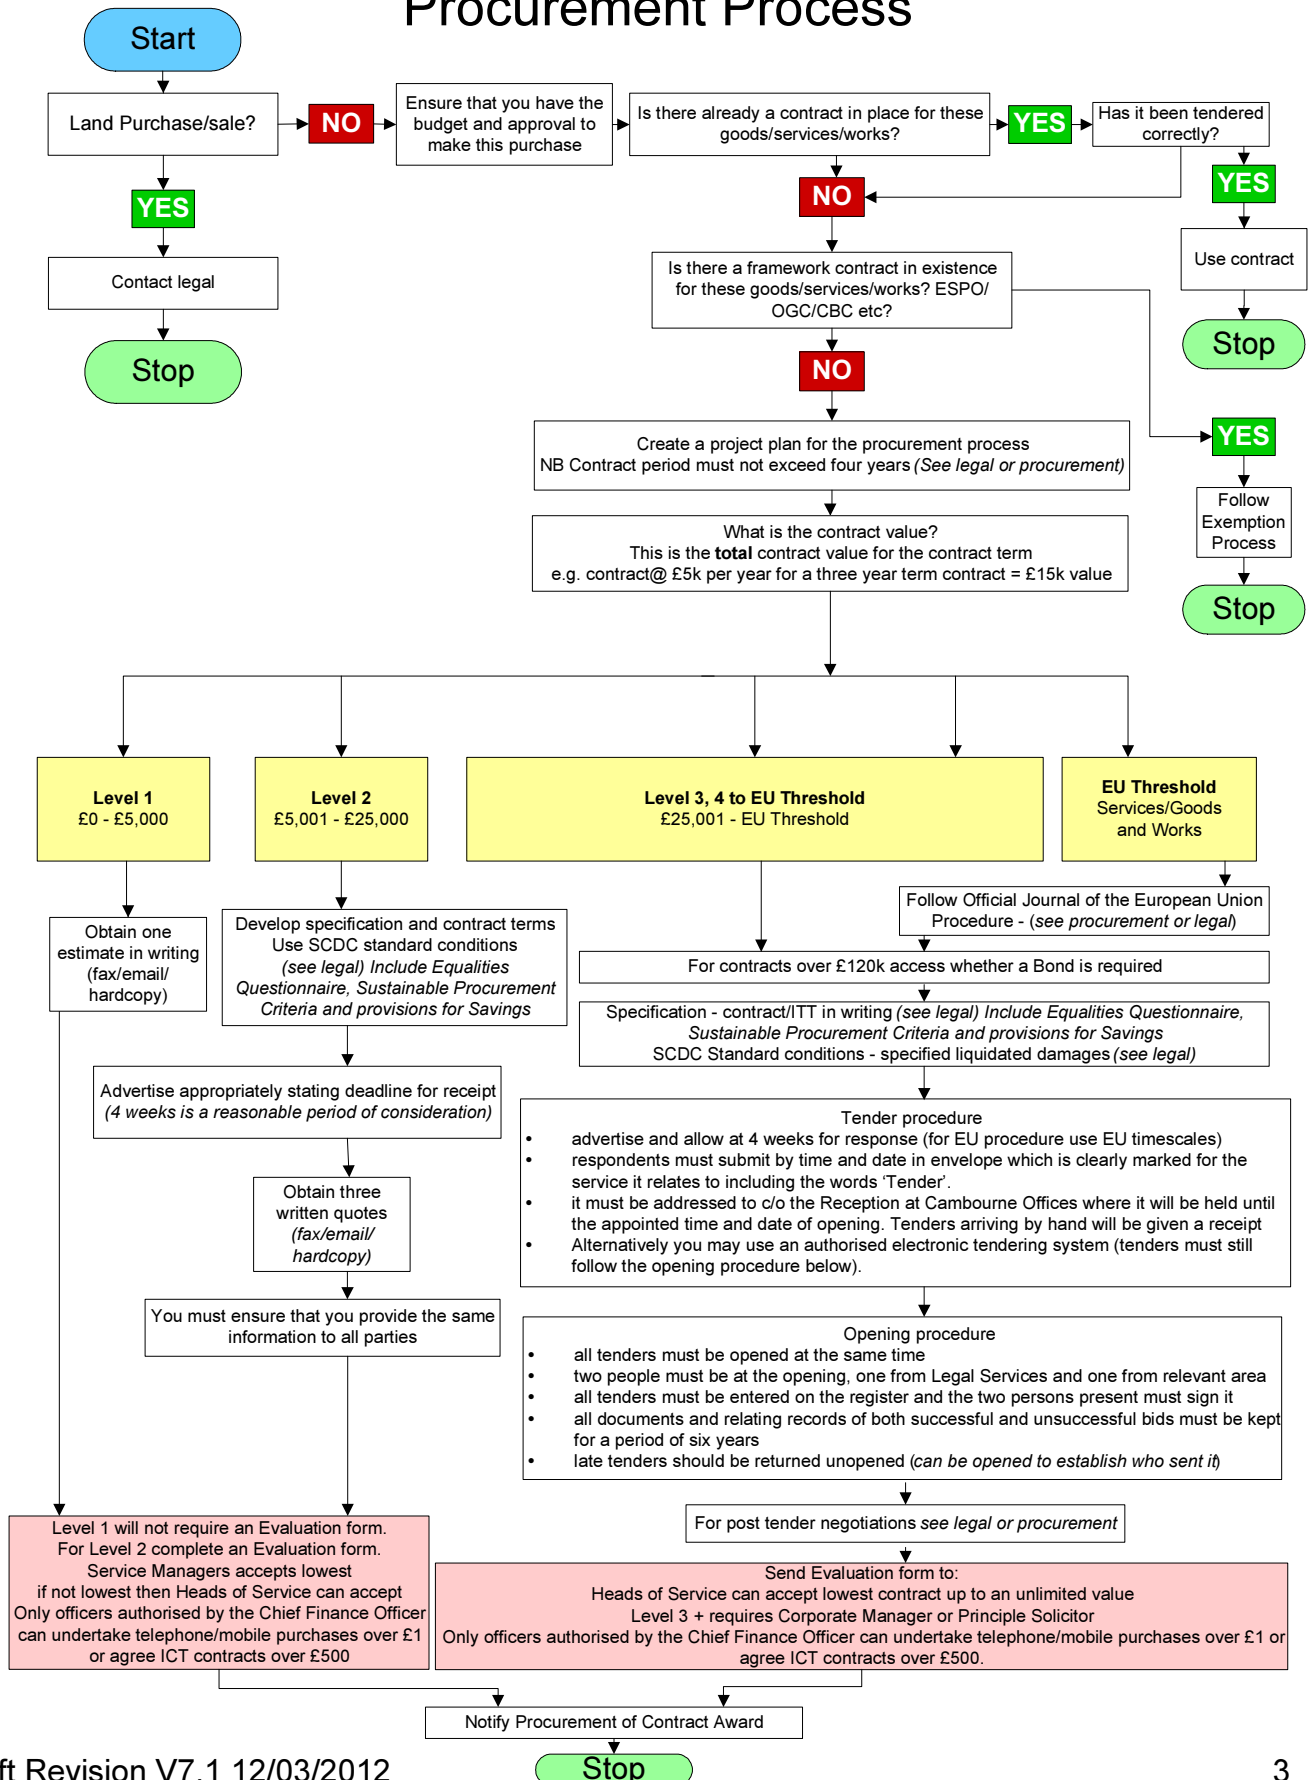 Procurement Process
Start
Land Purchase/sale?
NO
Ensure that you have the
budget and approval to
make this purchase
Is there already a contract in place for these
goods/services/works?
YES
Has it been tendered
correctly?
YES
NO
YES
Contact legal
Stop
Use contract
Stop
Is there a framework contract in existence
for these goods/services/works? ESPO/
OGC/CBC etc?
NO
YES
Follow
Exemption
Process
Stop
Create a project plan for the procurement process
NB Contract period must not exceed four years (See legal or procurement)
What is the contract value?
This is the total contract value for the contract term
e.g. contract@ £5k per year for a three year term contract = £15k value
Level 1
£0 - £5,000
Level 2
£5,001 - £25,000
Level 3, 4 to EU Threshold
£25,001 - EU Threshold
EU Threshold
Services/Goods
and Works
Obtain one
estimate in writing
(fax/email/
hardcopy)
Develop specification and contract terms
Use SCDC standard conditions
(see legal) Include Equalities
Questionnaire, Sustainable Procurement
Criteria and provisions for Savings
Advertise appropriately stating deadline for receipt
(4 weeks is a reasonable period of consideration)
Obtain three
written quotes
(fax/email/
hardcopy)
You must ensure that you provide the same
information to all parties
Follow Official Journal of the European Union
Procedure - (see procurement or legal)
For contracts over £120k access whether a Bond is required
Specification - contract/ITT in writing (see legal) Include Equalities Questionnaire,
Sustainable Procurement Criteria and provisions for Savings
SCDC Standard conditions - specified liquidated damages (see legal)
Tender procedure
• advertise and allow at 4 weeks for response (for EU procedure use EU timescales)
• respondents must submit by time and date in envelope which is clearly marked for the
service it relates to including the words ‘Tender’.
• it must be addressed to c/o the Reception at Cambourne Offices where it will be held until
the appointed time and date of opening. Tenders arriving by hand will be given a receipt
• Alternatively you may use an authorised electronic tendering system (tenders must still
follow the opening procedure below).
Opening procedure
• all tenders must be opened at the same time
• two people must be at the opening, one from Legal Services and one from relevant area
• all tenders must be entered on the register and the two persons present must sign it
• all documents and relating records of both successful and unsuccessful bids must be kept
for a period of six years
• late tenders should be returned unopened (can be opened to establish who sent it)
For post tender negotiations see legal or procurement
Level 1 will not require an Evaluation form.
For Level 2 complete an Evaluation form.
Service Managers accepts lowest
if not lowest then Heads of Service can accept
Only officers authorised by the Chief Finance Officer
can undertake telephone/mobile purchases over £1
or agree ICT contracts over £500
Send Evaluation form to:
Heads of Service can accept lowest contract up to an unlimited value
Level 3 + requires Corporate Manager or Principle Solicitor
Only officers authorised by the Chief Finance Officer can undertake telephone/mobile purchases over £1 or
agree ICT contracts over £500.
Notify Procurement of Contract Award
Stop
ft Revision V7.1 12/03/2012
3